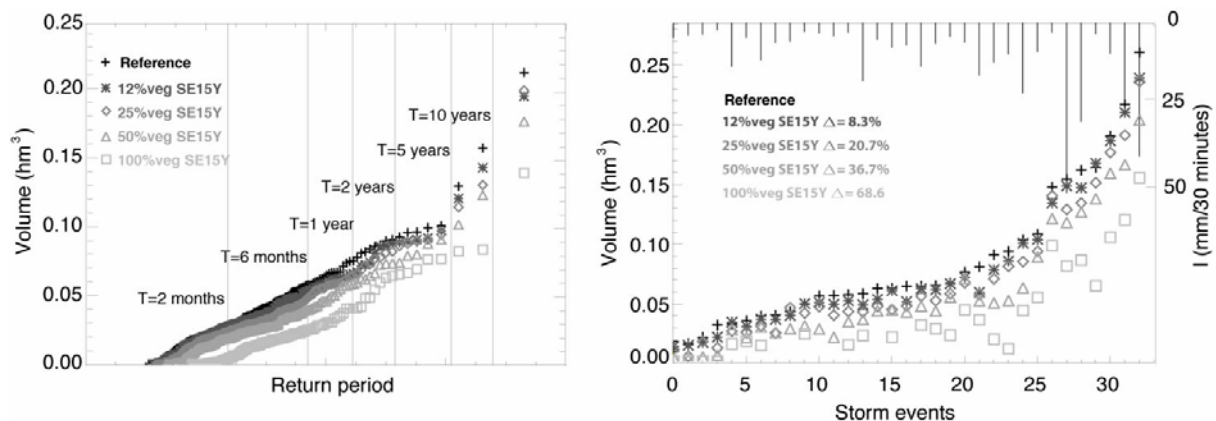 0.25
0.20
0.15
0.10
0.05
0.00
Volume (hm³)
Reference
12%veg SE15Y
25%veg SE15Y
50%veg SE15Y
100%veg SE15Y
T=10 years
T=5 years
T=2 years
T=1 year
T=6 months
T=2 months
Return period
0.25
0.20
0.15
0.10
0.05
0.00
Volume (hm³)
Reference
12%veg SE15Y △= 8.3%
25%veg SE15Y △= 20.7%
50%veg SE15Y △= 36.7%
100%veg SE15Y △= 68.6
0 5 10 15 20 25 30
Storm events
0
25
50
I (mm/30 minutes)